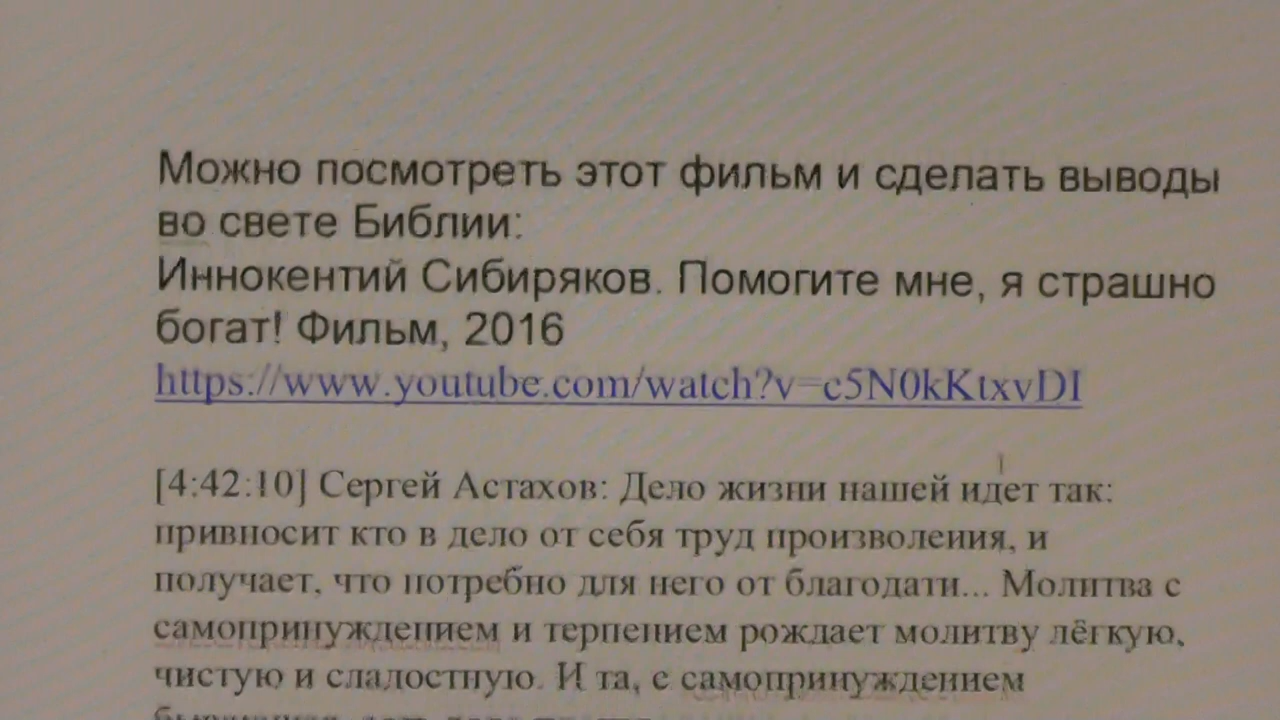 Можно посмотреть этот фильм и сделать выводы
во свете Библии:
Иннокентий Сибиряков. Помогите мне, я страшно
богат! Фильм, 2016
https://www.youtube.com/watch?v=c5N0kKtxvDI
[4:42:10] Сергей Астахов: Дело жизни нашей идет так:
привносит кто в дело от себя труд произволения, и
получает, что потребно для него от благодати... Молитва с
самопринуждением и терпением рождает молитву лёгкую,
чистую и сладостную. И та, с самопринуждением